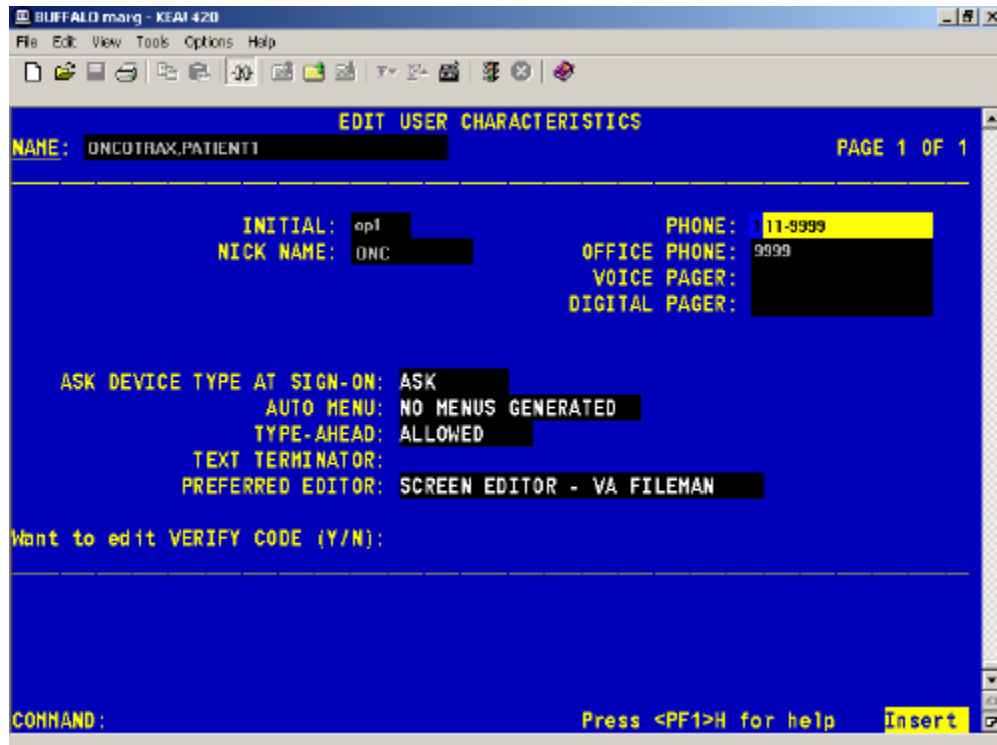 BUFFALO marg - KEA! 420
File Edit View Tools Options Help
EDIT USER CHARACTERISTICS
NAME: ONCOTRAX,PATIENT1 PAGE 1 OF 1
INITIAL: op1 PHONE: 111-9999
NICK NAME: ONC OFFICE PHONE: 9999
VOICE PAGER:
DIGITAL PAGER:
ASK DEVICE TYPE AT SIGN-ON: ASK
AUTO MENU: NO MENUS GENERATED
TYPE-AHEAD: ALLOWED
TEXT TERMINATOR:
PREFERRED EDITOR: SCREEN EDITOR - VA FILEMAN
Want to edit VERIFY CODE (Y/N):
COMMAND: Press <PF1>H for help Insert